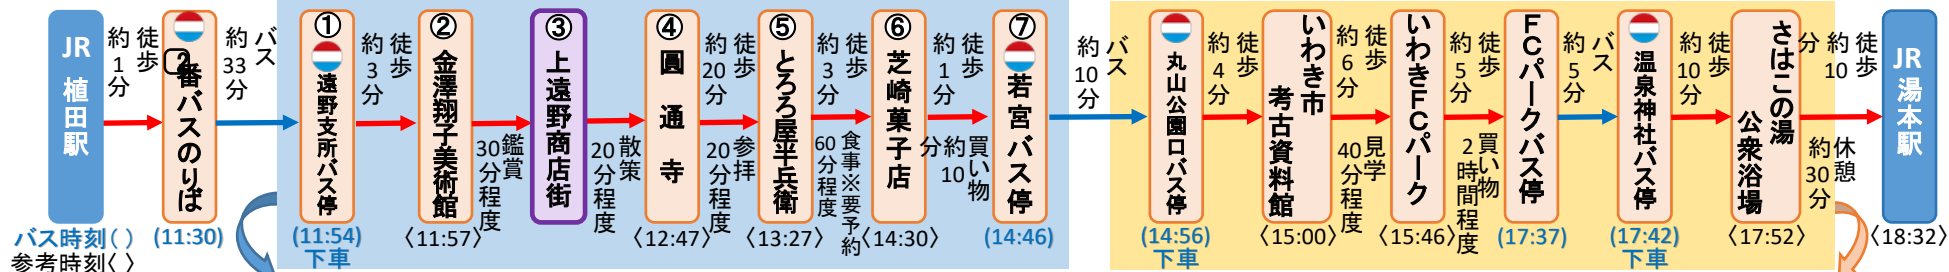 JR 植田駅
徒歩
約1分
2番バスのりば
(11:30)
バス
約33分
①
遠野支所バス停
(11:54)
下車
徒歩
約3分
②
金澤翔子美術館
〈11:57〉
鑑賞
30分程度
③
上遠野商店街
散策
20分程度
④
圓通寺
〈12:47〉
徒歩
約20分
参拝
20分程度
⑤
とろろ屋平兵衛
〈13:27〉
徒歩
約3分
食事※要予約
60分程度
⑥
芝崎菓子店
〈14:30〉
徒歩
約1分
買い物
約10分
⑦
若宮バス停
(14:46)
バス
約10分
丸山公園口バス停
(14:56)
下車
徒歩
約4分
いわき市
考古資料館
〈15:00〉
徒歩
約6分
見学
40分程度
いわきFCパーク
〈15:46〉
徒歩
約5分
買い物
2時間程度
FCパークバス停
(17:37)
バス
約5分
温泉神社バス停
(17:42)
下車
徒歩
約10分
さはこの湯
公衆浴場
〈17:52〉
徒歩
約10分
休憩
約30分
JR 湯本駅
〈18:32〉
バス時刻( )
参考時刻〈 〉